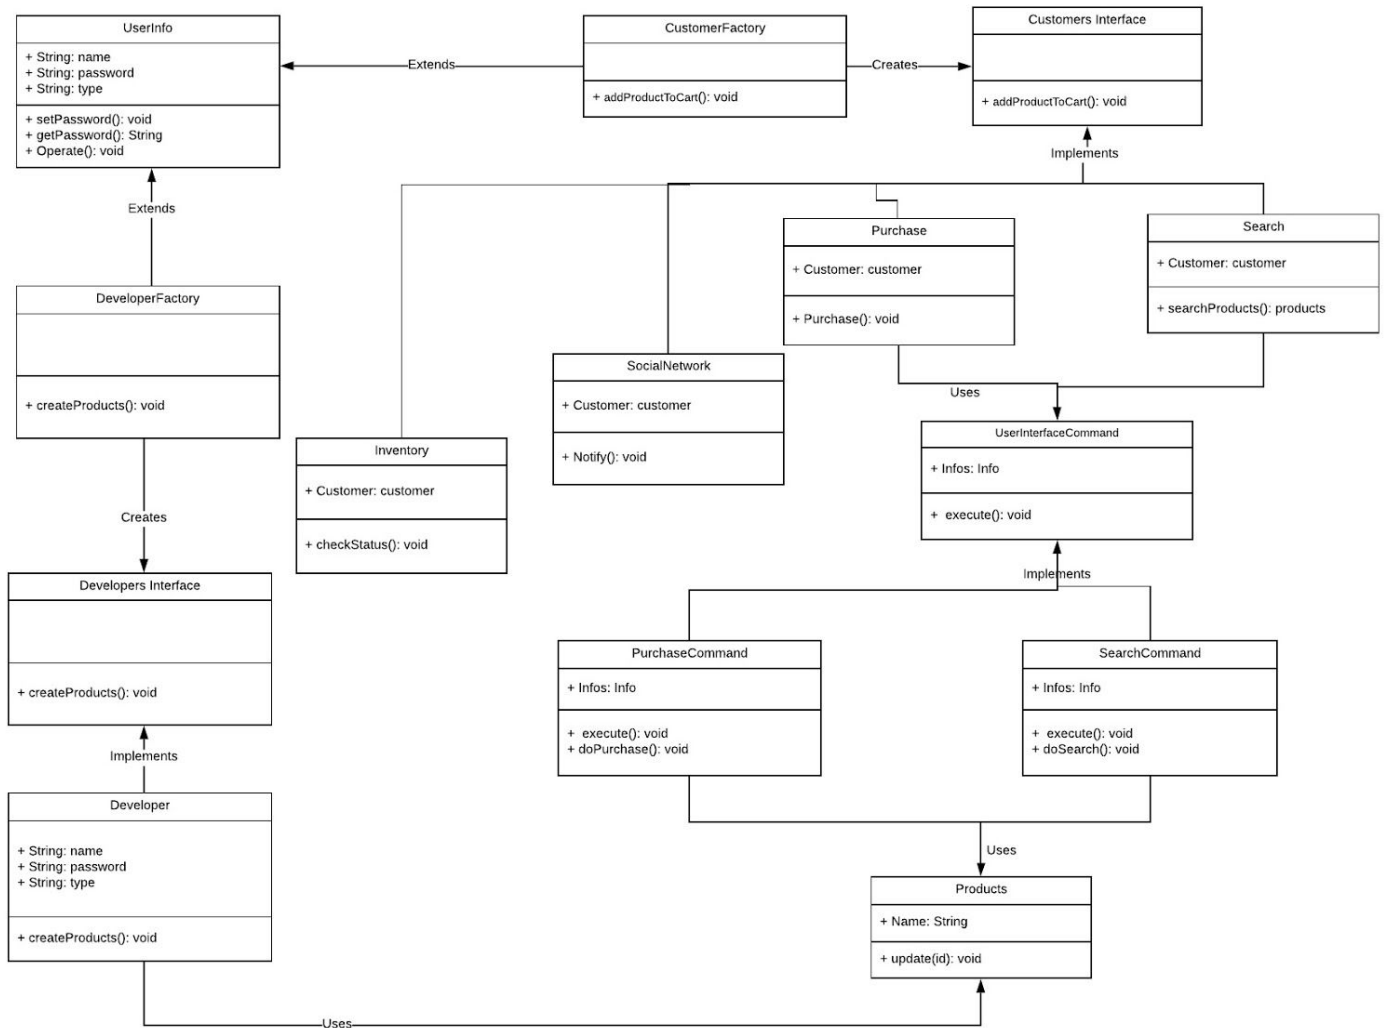 UserInfo
+ String: name
+ String: password
+ String: type
+ setPassword(): void
+ getPassword(): String
+ Operate(): void
Extends
CustomerFactory
+ addProductToCart(): void
Creates
Customers Interface
+ addProductToCart(): void
Implements
Extends
DeveloperFactory
+ createProducts(): void
Creates
Developers Interface
+ createProducts(): void
Implements
Developer
+ String: name
+ String: password
+ String: type
+ createProducts(): void
Uses
Inventory
+ Customer: customer
+ checkStatus(): void
SocialNetwork
+ Customer: customer
+ Notify(): void
Purchase
+ Customer: customer
+ Purchase(): void
Search
+ Customer: customer
+ searchProducts(): products
Uses
UserInterfaceCommand
+ Infos: Info
+ execute(): void
Implements
PurchaseCommand
+ Infos: Info
+ execute(): void
+ doPurchase(): void
SearchCommand
+ Infos: Info
+ execute(): void
+ doSearch(): void
Uses
Products
+ Name: String
+ update(id): void